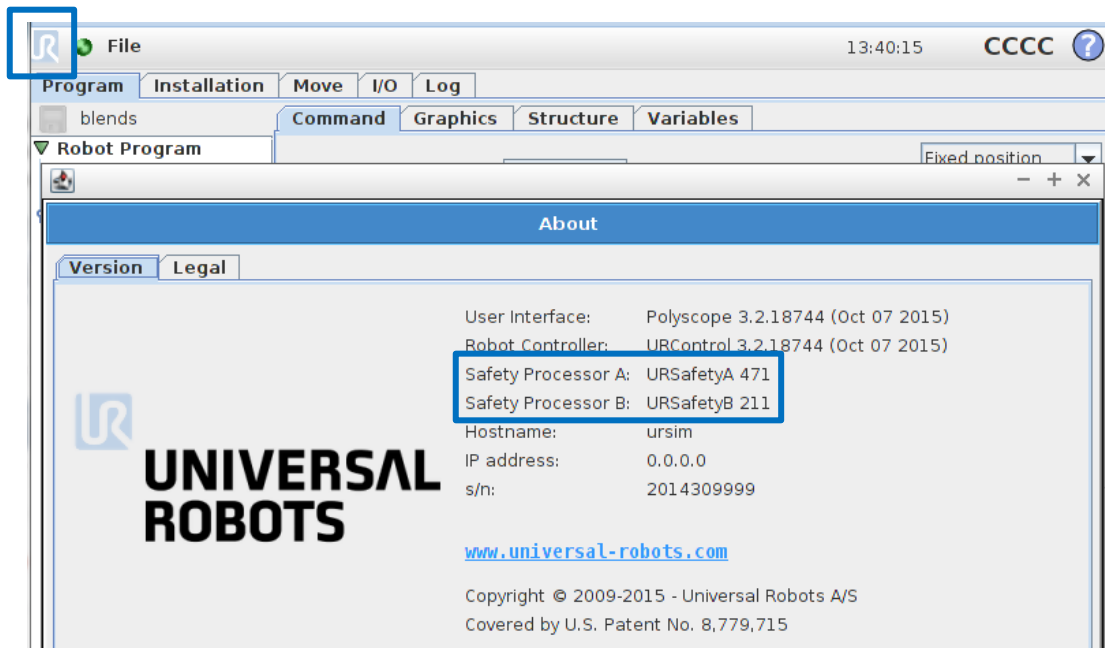 UR File 13:40:15 CCCC ?
Program Installation Move I/O Log
blends Command Graphics Structure Variables
Robot Program Fixed position
About
Version Legal
User Interface: Polyscope 3.2.18744 (Oct 07 2015)
Robot Controller: URControl 3.2.18744 (Oct 07 2015)
Safety Processor A: URSafetyA 471
Safety Processor B: URSafetyB 211
Hostname: ursim
IP address: 0.0.0.0
s/n: 2014309999
UR
UNIVERSAL
ROBOTS
www.universal-robots.com
Copyright © 2009-2015 - Universal Robots A/S
Covered by U.S. Patent No. 8,779,715